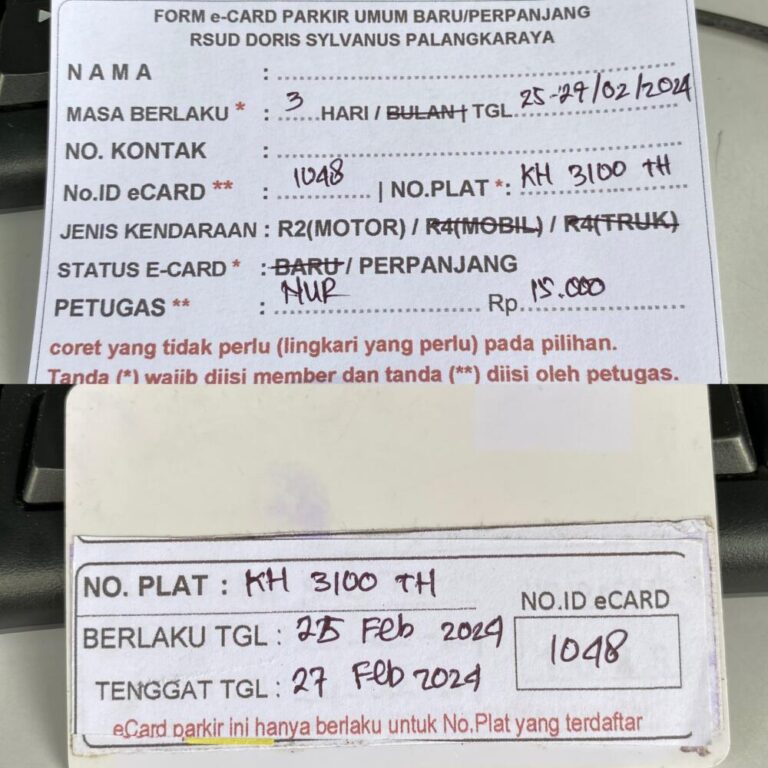 FORM e-CARD PARKIR UMUM BARU/PERPANJANG
RSUD DORIS SYLVANUS PALANGKARAYA
NAMA :
MASA BERLAKU * : 3 HARI / BULAN | TGL 25-27/02/2024
NO. KONTAK :
No.ID eCARD ** : 1048 | NO.PLAT *: KH 3100 TH
JENIS KENDARAAN : R2(MOTOR) / R4(MOBIL) / R4(TRUK)
STATUS E-CARD * : BARU / PERPANJANG
PETUGAS ** : NUR Rp. 15.000
coret yang tidak perlu (lingkari yang perlu) pada pilihan.
Tanda (*) wajib diisi member dan tanda (**) diisi oleh petugas.
NO. PLAT : KH 3100 TH
NO.ID eCARD
BERLAKU TGL : 25 Feb 2024
1048
TENGGAT TGL : 27 Feb 2024
eCard parkir ini hanya berlaku untuk No.Plat yang terdaftar